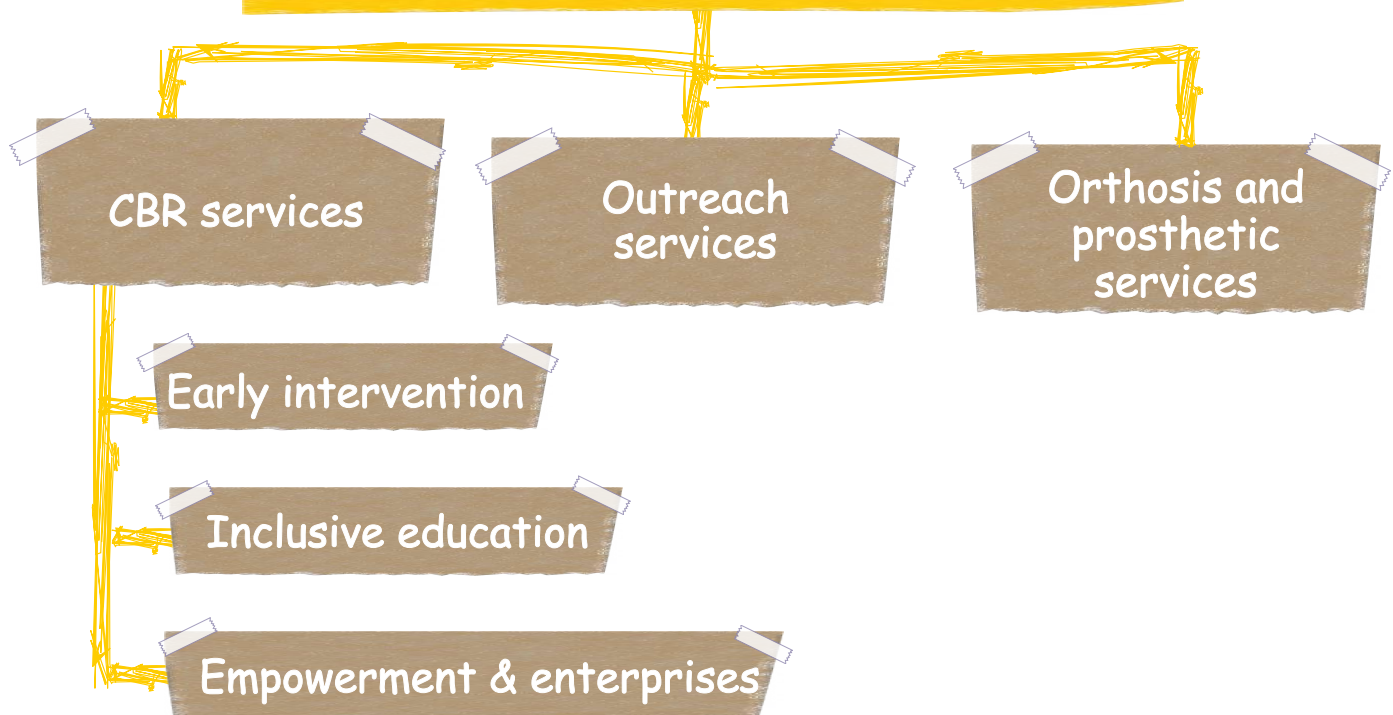 CBR services
Outreach
services
Orthosis and
prosthetic
services
Early intervention
Inclusive education
Empowerment & enterprises